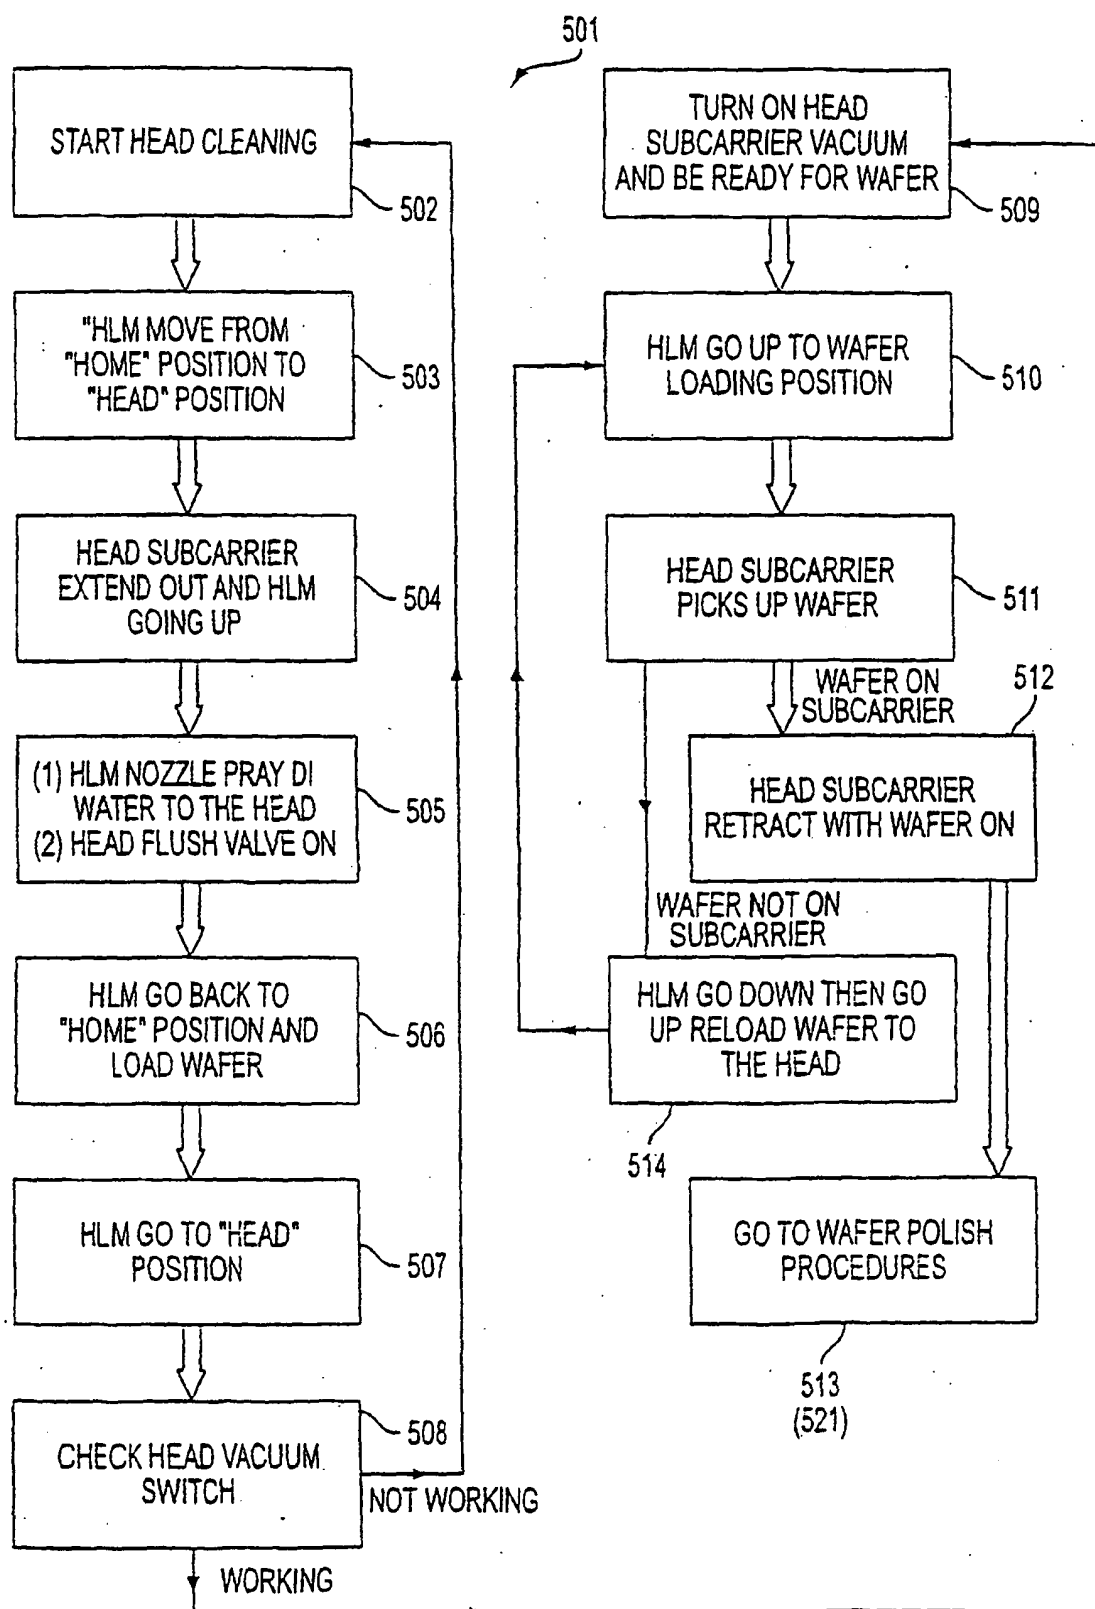 501
START HEAD CLEANING
502
"HLM MOVE FROM
"HOME" POSITION TO
"HEAD" POSITION
503
HEAD SUBCARRIER
EXTEND OUT AND HLM
GOING UP
504
(1) HLM NOZZLE PRAY DI
WATER TO THE HEAD
(2) HEAD FLUSH VALVE ON
505
HLM GO BACK TO
"HOME" POSITION AND
LOAD WAFER
506
HLM GO TO "HEAD"
POSITION
507
CHECK HEAD VACUUM
SWITCH
508
NOT WORKING
WORKING
TURN ON HEAD
SUBCARRIER VACUUM
AND BE READY FOR WAFER
509
HLM GO UP TO WAFER
LOADING POSITION
510
HEAD SUBCARRIER
PICKS UP WAFER
511
WAFER ON
SUBCARRIER
512
HEAD SUBCARRIER
RETRACT WITH WAFER ON
WAFER NOT ON
SUBCARRIER
HLM GO DOWN THEN GO
UP RELOAD WAFER TO
THE HEAD
514
GO TO WAFER POLISH
PROCEDURES
513
(521)